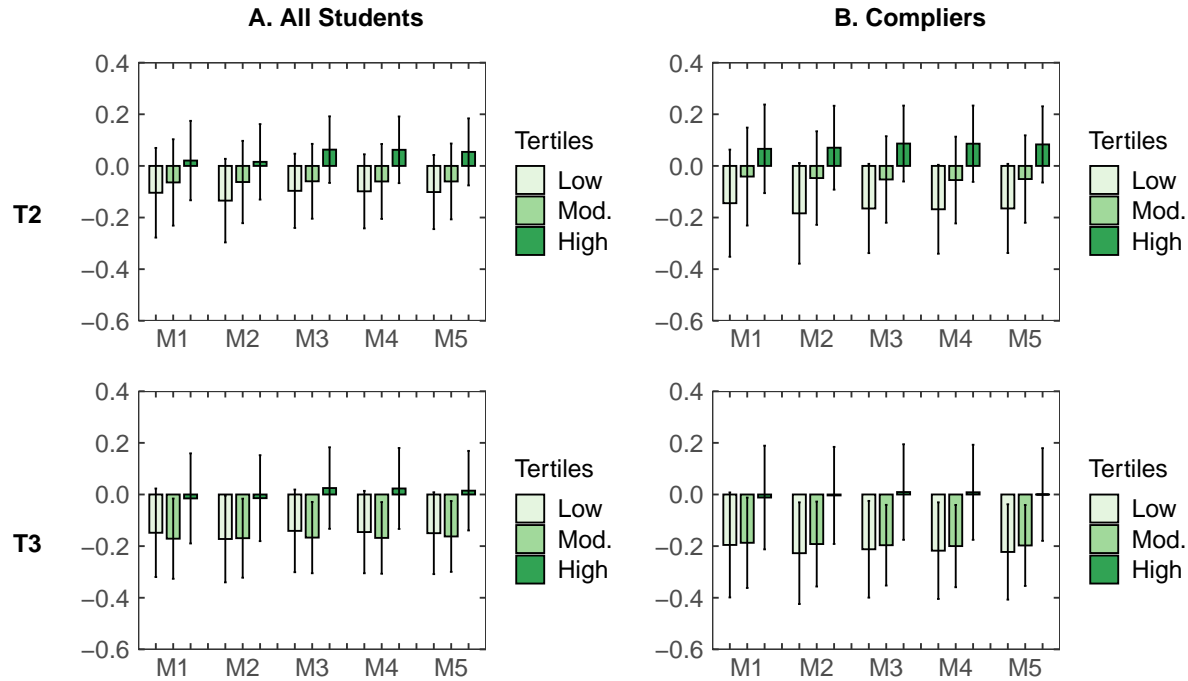 A. All Students
B. Compliers
T2
0.4
0.2
0.0
−0.2
−0.4
−0.6
M1 M2 M3 M4 M5
Tertiles
Low
Mod.
High
0.4
0.2
0.0
−0.2
−0.4
−0.6
M1 M2 M3 M4 M5
Tertiles
Low
Mod.
High
T3
0.4
0.2
0.0
−0.2
−0.4
−0.6
M1 M2 M3 M4 M5
Tertiles
Low
Mod.
High
0.4
0.2
0.0
−0.2
−0.4
−0.6
M1 M2 M3 M4 M5
Tertiles
Low
Mod.
High